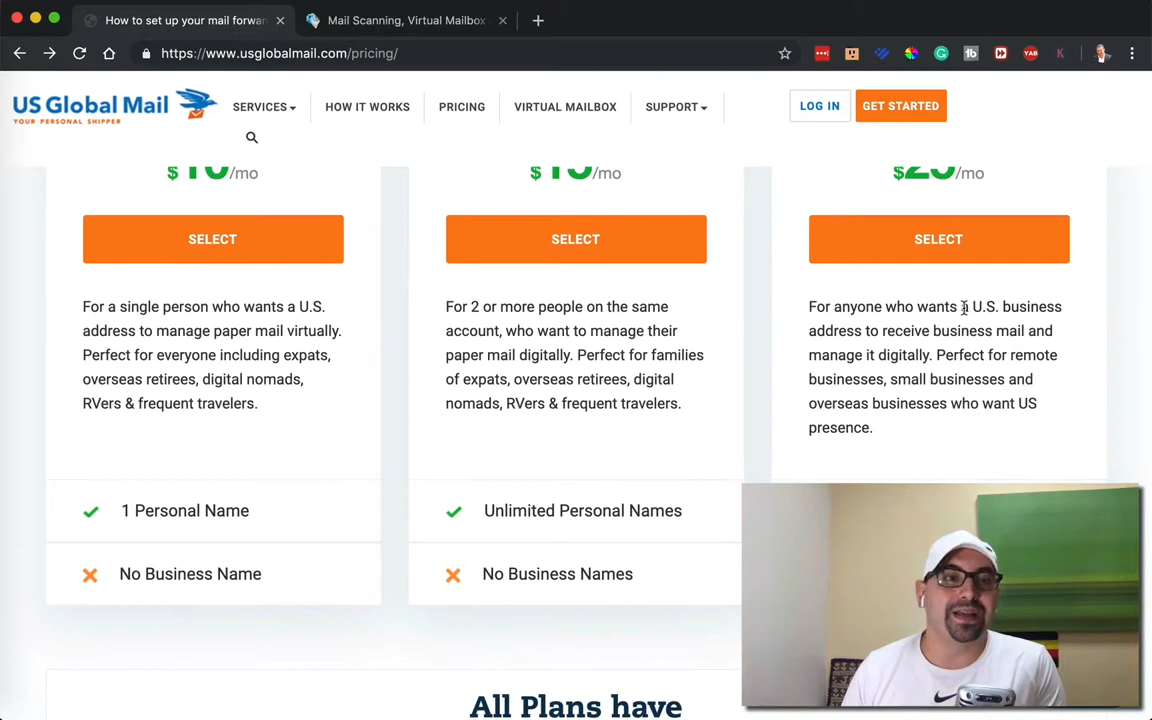 How to set up your mail forwar
Mail Scanning, Virtual Mailbox
https://www.usglobalmail.com/pricing/
US Global Mail
YOUR PERSONAL SHIPPER
SERVICES
HOW IT WORKS
PRICING
VIRTUAL MAILBOX
SUPPORT
LOG IN
GET STARTED
$10/mo
SELECT
For a single person who wants a U.S.
address to manage paper mail virtually.
Perfect for everyone including expats,
overseas retirees, digital nomads,
RVers & frequent travelers.
1 Personal Name
No Business Name
$15/mo
SELECT
For 2 or more people on the same
account, who want to manage their
paper mail digitally. Perfect for families
of expats, overseas retirees, digital
nomads, RVers & frequent travelers.
Unlimited Personal Names
No Business Names
/mo
SELECT
For anyone who wants a U.S. business
address to receive business mail and
manage it digitally. Perfect for remote
businesses, small businesses and
overseas businesses who want US
presence.
All Plans have